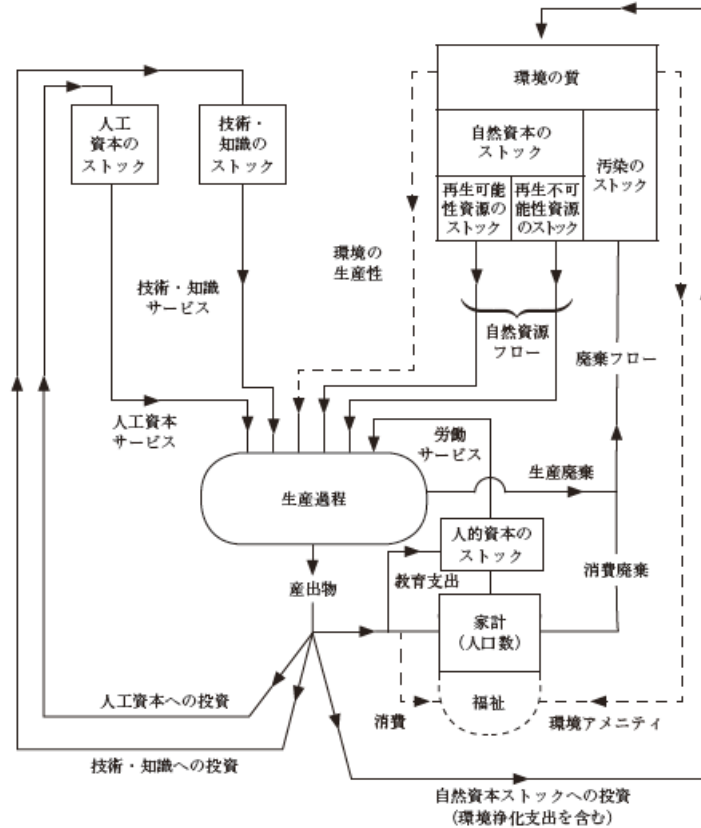 環境の質
人工
資本の
ストック
技術・
知識の
ストック
自然資本の
ストック
汚染の
ストック
再生可能
性資源の
ストック
再生不可
能性資源
のストック
環境の
生産性
技術・知識
サービス
自然資源
フロー
廃棄フロー
人工資本
サービス
労働
サービス
生産廃棄
生産過程
人的資本の
ストック
産出物
教育支出
消費廃棄
家計
(人口数)
人工資本への投資
消費
福祉
環境アメニティ
技術・知識への投資
自然資本ストックへの投資
(環境浄化支出を含む)